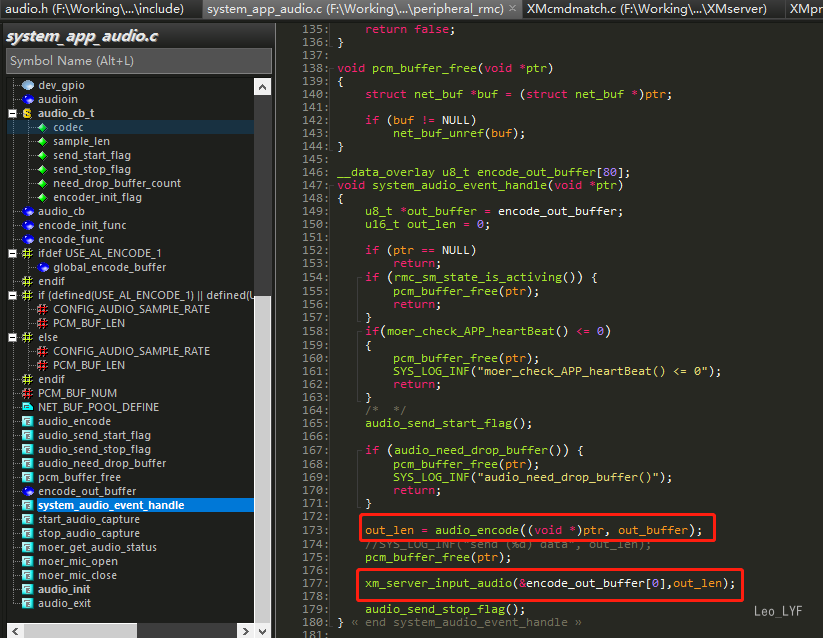 audio.h (F:\Working\...\include)
system_app_audio.c (F:\Working\...\peripheral_rmc)
XMcmdmatch.c (F:\Working\...\XMserver)
XMpr
system_app_audio.c
Symbol Name (Alt+L)
dev_gpio
audioin
audio_cb_t
codec
sample_len
send_start_flag
send_stop_flag
need_drop_buffer_count
encoder_init_flag
audio_cb
encode_init_func
encode_func
ifdef USE_AL_ENCODE_1
global_encode_buffer
endif
if (defined(USE_AL_ENCODE_1) || defined(U
CONFIG_AUDIO_SAMPLE_RATE
PCM_BUF_LEN
else
CONFIG_AUDIO_SAMPLE_RATE
PCM_BUF_LEN
endif
PCM_BUF_NUM
NET_BUF_POOL_DEFINE
audio_encode
audio_send_start_flag
audio_send_stop_flag
audio_need_drop_buffer
pcm_buffer_free
encode_out_buffer
system_audio_event_handle
start_audio_capture
stop_audio_capture
moer_get_audio_status
moer_mic_open
moer_mic_close
audio_init
audio_exit
135: return false;
136: }
137:
138: void pcm_buffer_free(void *ptr)
139: {
140: struct net_buf *buf = (struct net_buf *)ptr;
141:
142: if (buf != NULL)
143: net_buf_unref(buf);
144: }
145:
146: __data_overlay u8_t encode_out_buffer[80];
147: void system_audio_event_handle(void *ptr)
148: {
149: u8_t *out_buffer = encode_out_buffer;
150: u16_t out_len = 0;
151:
152: if (ptr == NULL)
153: return;
154: if (rmc_sm_state_is_activing()) {
155: pcm_buffer_free(ptr);
156: return;
157: }
158: if(moer_check_APP_heartBeat() <= 0)
159: {
160: pcm_buffer_free(ptr);
161: SYS_LOG_INF("moer_check_APP_heartBeat() <= 0");
162: return;
163: }
164: /* */
165: audio_send_start_flag();
166:
167: if (audio_need_drop_buffer()) {
168: pcm_buffer_free(ptr);
169: SYS_LOG_INF("audio_need_drop_buffer()");
170: return;
171: }
172:
173: out_len = audio_encode((void *)ptr, out_buffer);
174: //SYS_LOG_INF("send (%d) data", out_len);
175: pcm_buffer_free(ptr);
176:
177: xm_server_input_audio(&encode_out_buffer[0],out_len);
178:
179: audio_send_stop_flag();
180: } « end system_audio_event_handle »
181:
Leo_LYF